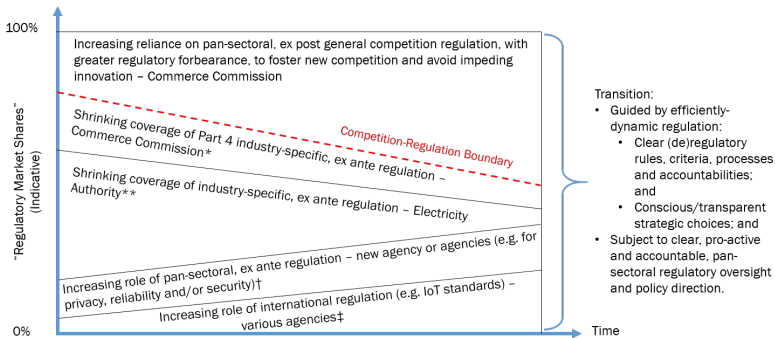 100%
Increasing reliance on pan-sectoral, ex post general competition regulation, with
greater regulatory forbearance, to foster new competition and avoid impeding
innovation – Commerce Commission
Competition-Regulation Boundary
Shrinking coverage of Part 4 industry-specific, ex ante regulation –
Commerce Commission*
Shrinking coverage of industry-specific, ex ante regulation – Electricity
Authority**
Increasing role of pan-sectoral, ex ante regulation – new agency or agencies (e.g. for
privacy, reliability and/or security)†
Increasing role of international regulation (e.g. IoT standards) –
various agencies‡
"Regulatory Market Shares"
(Indicative)
0%
Time
Transition:
• Guided by efficiently-
dynamic regulation:
• Clear (de)regulatory
rules, criteria, processes
and accountabilities;
and
• Conscious/transparent
strategic choices; and
• Subject to clear, pro-active
and accountable, pan-
sectoral regulatory oversight
and policy direction.